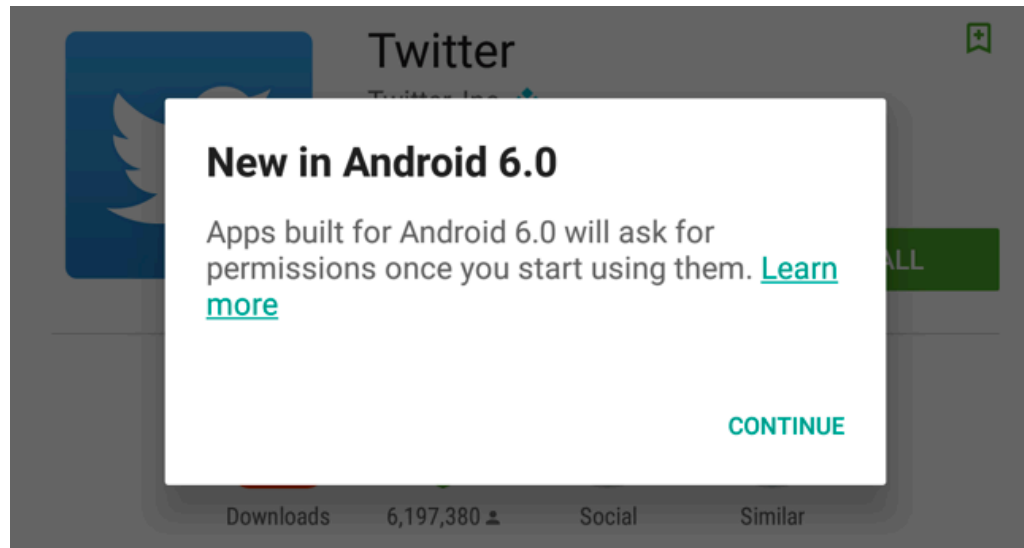 Twitter
New in Android 6.0
Apps built for Android 6.0 will ask for
permissions once you start using them. Learn
more
CONTINUE
Downloads 6,197,380 Social Similar